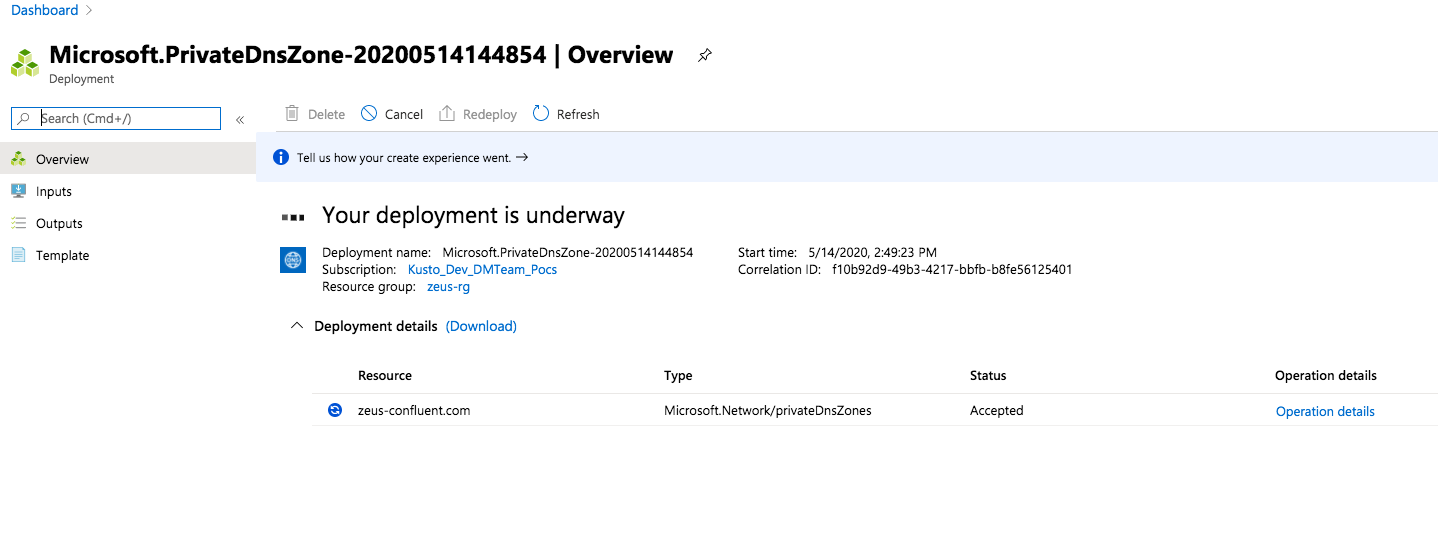 Dashboard
Microsoft.PrivateDnsZone-20200514144854 | Overview
Deployment
Search (Cmd+/)
«
Delete Cancel Redeploy Refresh
Tell us how your create experience went. →
Overview
Inputs
Outputs
Template
Your deployment is underway
DNS
Deployment name: Microsoft.PrivateDnsZone-20200514144854 Start time: 5/14/2020, 2:49:23 PM
Subscription: Kusto_Dev_DMTeam_Pocs Correlation ID: f10b92d9-49b3-4217-bbfb-b8fe56125401
Resource group: zeus-rg
Deployment details (Download)
Resource Type Status Operation details
zeus-confluent.com Microsoft.Network/privateDnsZones Accepted Operation details